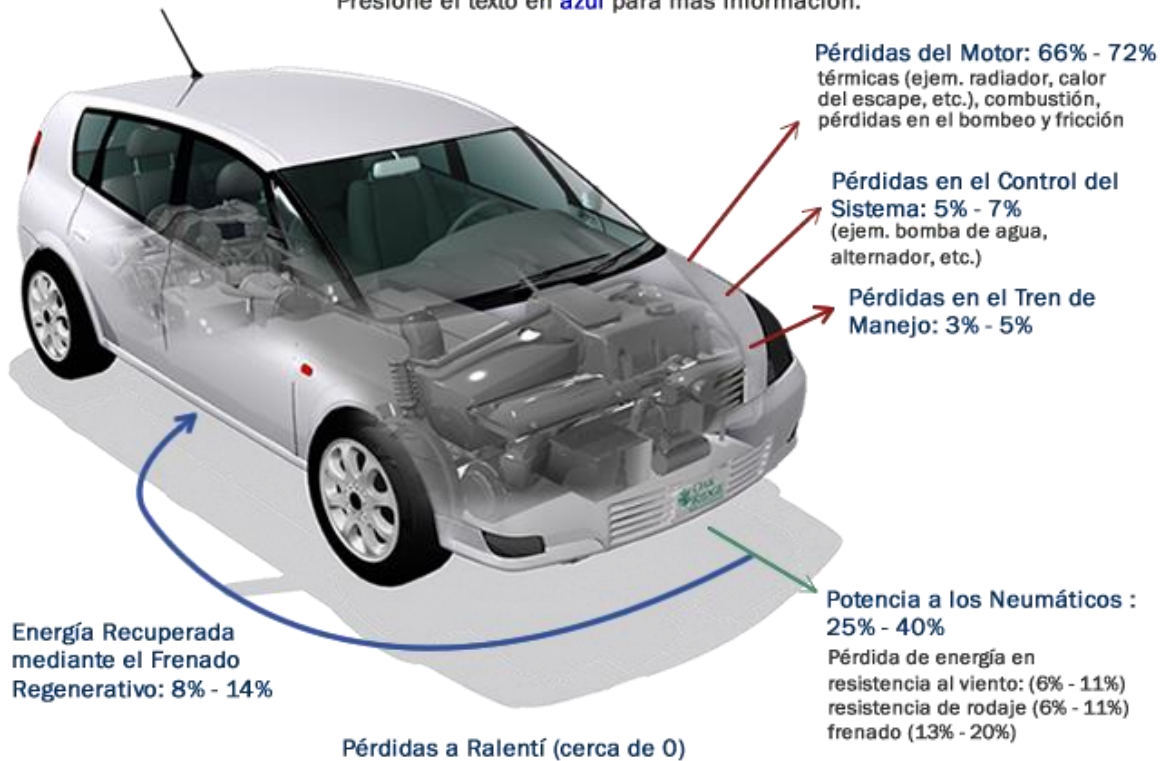 Presione el texto en azul para más información.
Pérdidas del Motor: 66% - 72%
térmicas (ejem. radiador, calor
del escape, etc.), combustión,
pérdidas en el bombeo y fricción
Pérdidas en el Control del
Sistema: 5% - 7%
(ejem. bomba de agua,
alternador, etc.)
Pérdidas en el Tren de
Manejo: 3% - 5%
OAK
RIDGE
Potencia a los Neumáticos :
25% - 40%
Pérdida de energía en
resistencia al viento: (6% - 11%)
resistencia de rodaje (6% - 11%)
frenado (13% - 20%)
Energía Recuperada
mediante el Frenado
Regenerativo: 8% - 14%
Pérdidas a Ralentí (cerca de 0)